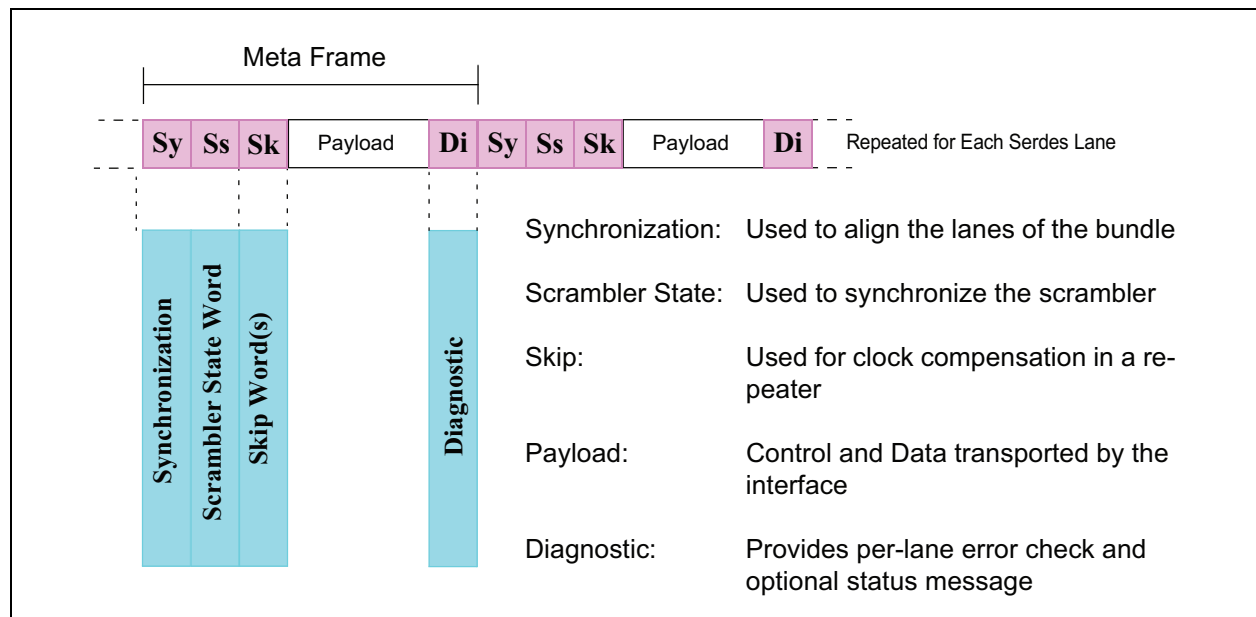 Meta Frame
Sy Ss Sk Payload Di Sy Ss Sk Payload Di Repeated for Each Serdes Lane
Synchronization
Scrambler State Word
Skip Word(s)
Diagnostic
Synchronization: Used to align the lanes of the bundle
Scrambler State: Used to synchronize the scrambler
Skip: Used for clock compensation in a re-
peater
Payload: Control and Data transported by the
interface
Diagnostic: Provides per-lane error check and
optional status message